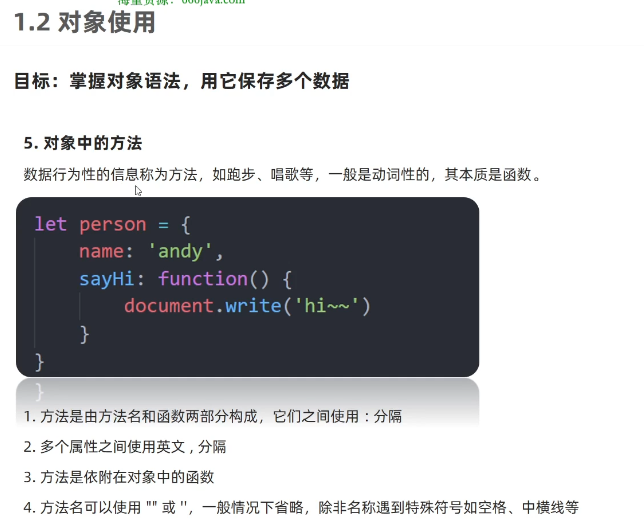 海量资源：666java.com
1.2 对象使用
目标：掌握对象语法，用它保存多个数据
5. 对象中的方法
数据行为性的信息称为方法，如跑步、唱歌等，一般是动词性的，其本质是函数。
let person = {
name: 'andy',
sayHi: function() {
document.write('hi~~')
}
}
}
1. 方法是由方法名和函数两部分构成，它们之间使用 : 分隔
2. 多个属性之间使用英文 , 分隔
3. 方法是依附在对象中的函数
4. 方法名可以使用 "" 或 ''，一般情况下省略，除非名称遇到特殊符号如空格、中横线等